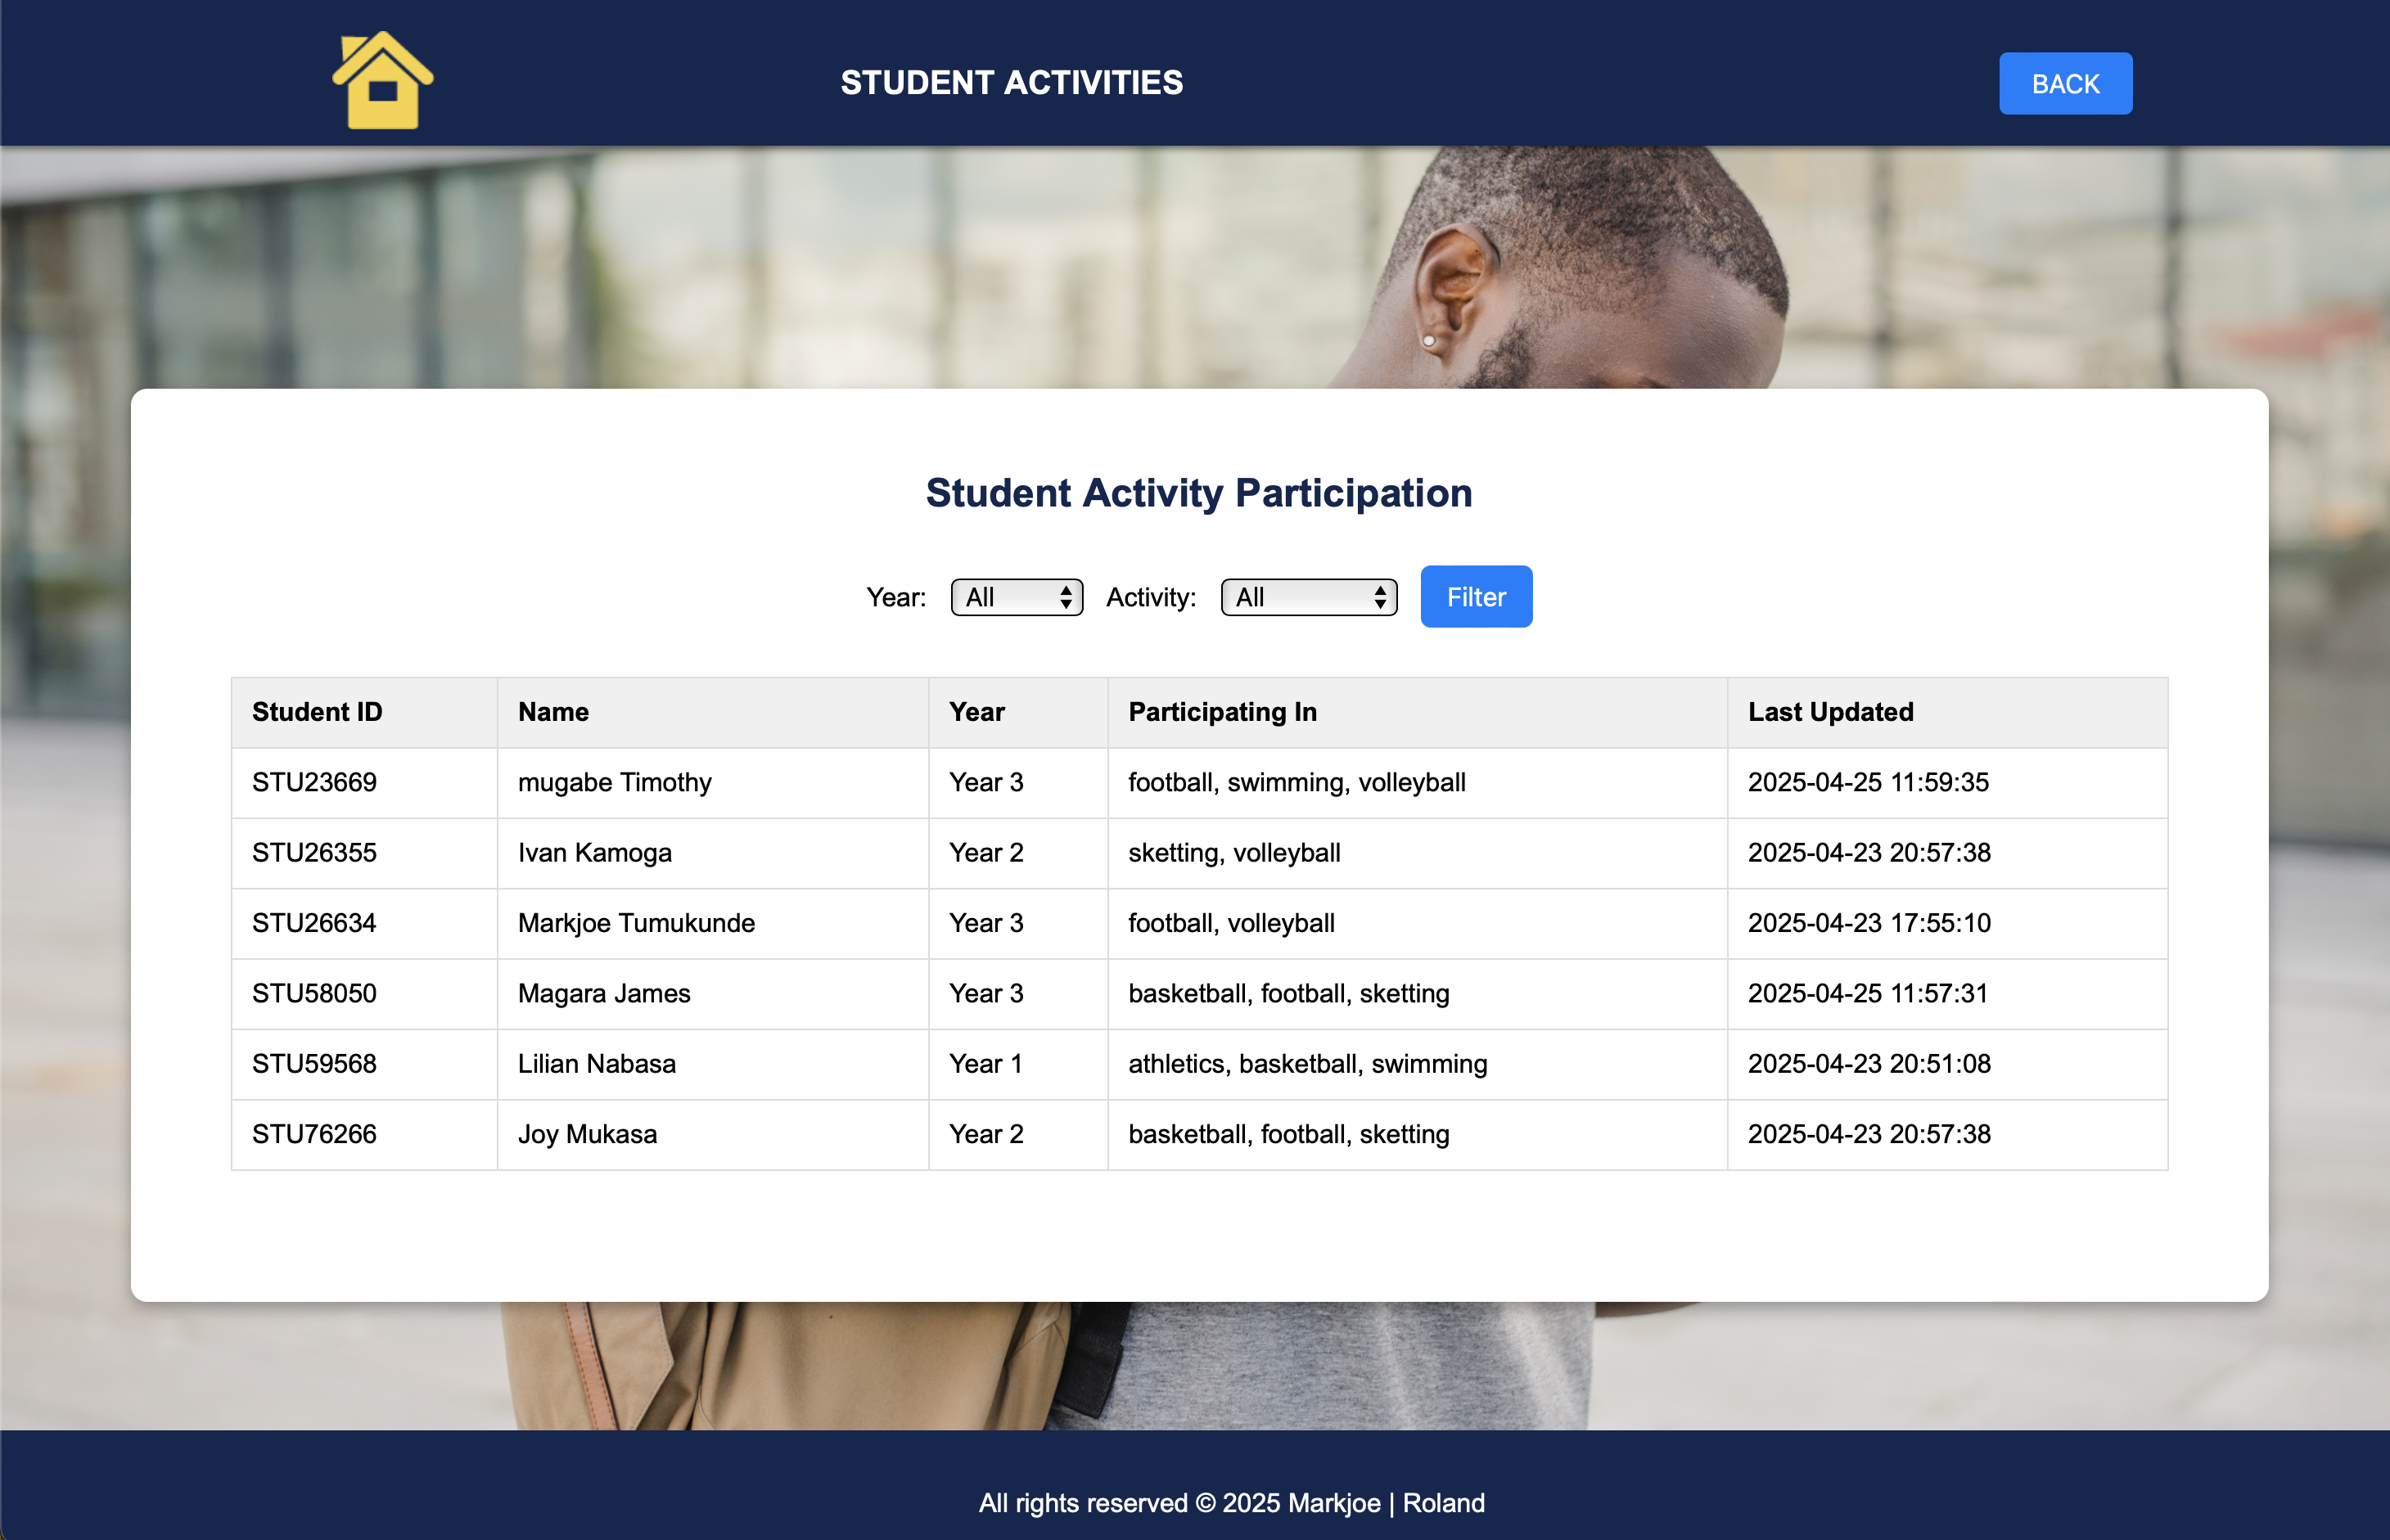 STUDENT ACTIVITIES BACK
Student Activity Participation
Year: All Activity: All Filter
Student ID Name Year Participating In Last Updated
STU23669 mugabe Timothy Year 3 football, swimming, volleyball 2025-04-25 11:59:35
STU26355 Ivan Kamoga Year 2 sketting, volleyball 2025-04-23 20:57:38
STU26634 Markjoe Tumukunde Year 3 football, volleyball 2025-04-23 17:55:10
STU58050 Magara James Year 3 basketball, football, sketting 2025-04-25 11:57:31
STU59568 Lilian Nabasa Year 1 athletics, basketball, swimming 2025-04-23 20:51:08
STU76266 Joy Mukasa Year 2 basketball, football, sketting 2025-04-23 20:57:38
All rights reserved © 2025 Markjoe | Roland